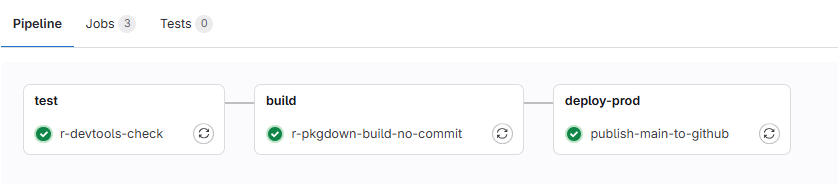 Pipeline Jobs 3 Tests 0
test build deploy-prod
r-devtools-check r-pkgdown-build-no-commit publish-main-to-github